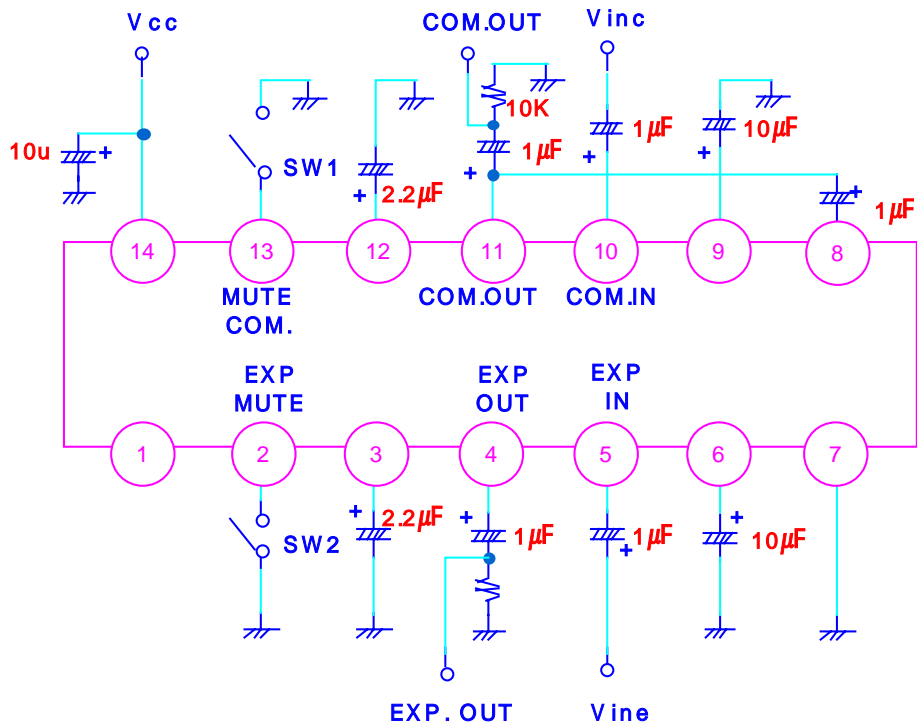 Vcc COM.OUT Vinc
10K
10u + 1µF 1µF 10µF
SW1 + + +
+ 2.2µF + 1µF
14 13 12 11 10 9 8
MUTE COM.OUT COM.IN
COM.
EXP EXP EXP
MUTE OUT IN
1 2 3 4 5 6 7
+ 2.2µF + 1µF 1µF + 10µF
SW2 +
EXP. OUT Vine